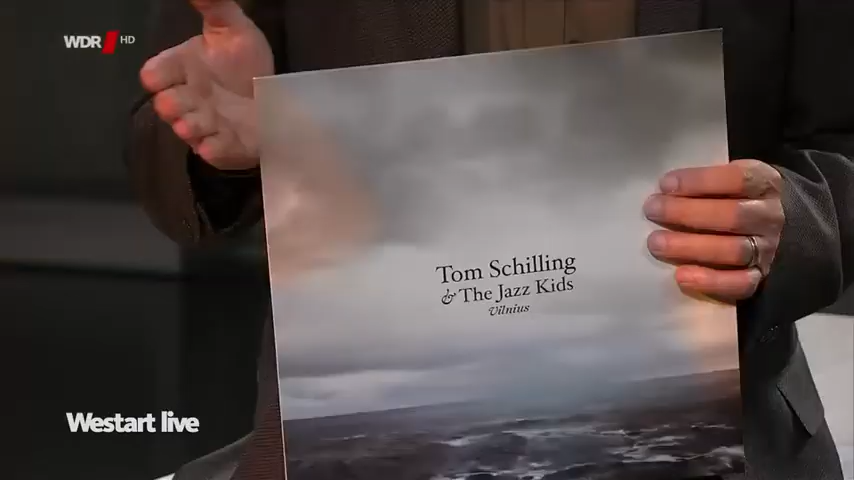 WDR HD
Tom Schilling
& The Jazz Kids
Vilnius
Westart live